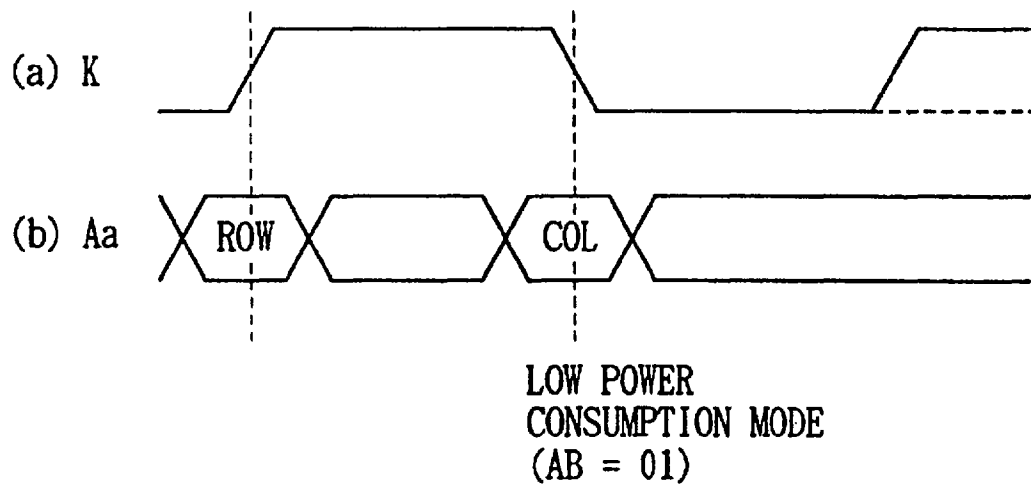 (a) K
(b) Aa
ROW
COL
LOW POWER
CONSUMPTION MODE
(AB = 01)